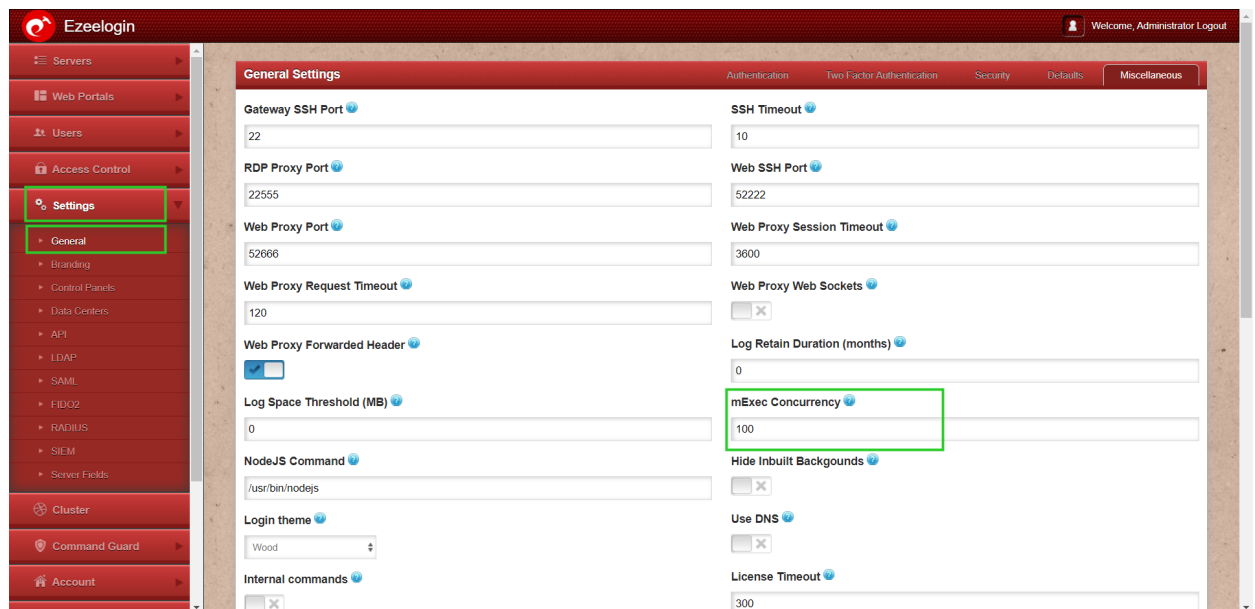 Ezeelogin
Welcome, Administrator Logout
Servers
Web Portals
Users
Access Control
Settings
General
Branding
Control Panels
Data Centers
API
LDAP
SAML
FIDO2
RADIUS
SIEM
Server Fields
Cluster
Command Guard
Account
General Settings
Authentication
Two Factor Authentication
Security
Defaults
Miscellaneous
Gateway SSH Port
22
SSH Timeout
10
RDP Proxy Port
22555
Web SSH Port
52222
Web Proxy Port
52666
Web Proxy Session Timeout
3600
Web Proxy Request Timeout
120
Web Proxy Web Sockets
Web Proxy Forwarded Header
Log Retain Duration (months)
0
Log Space Threshold (MB)
0
mExec Concurrency
100
NodeJS Command
/usr/bin/nodejs
Hide Inbuilt Backgounds
Login theme
Wood
Use DNS
Internal commands
License Timeout
300